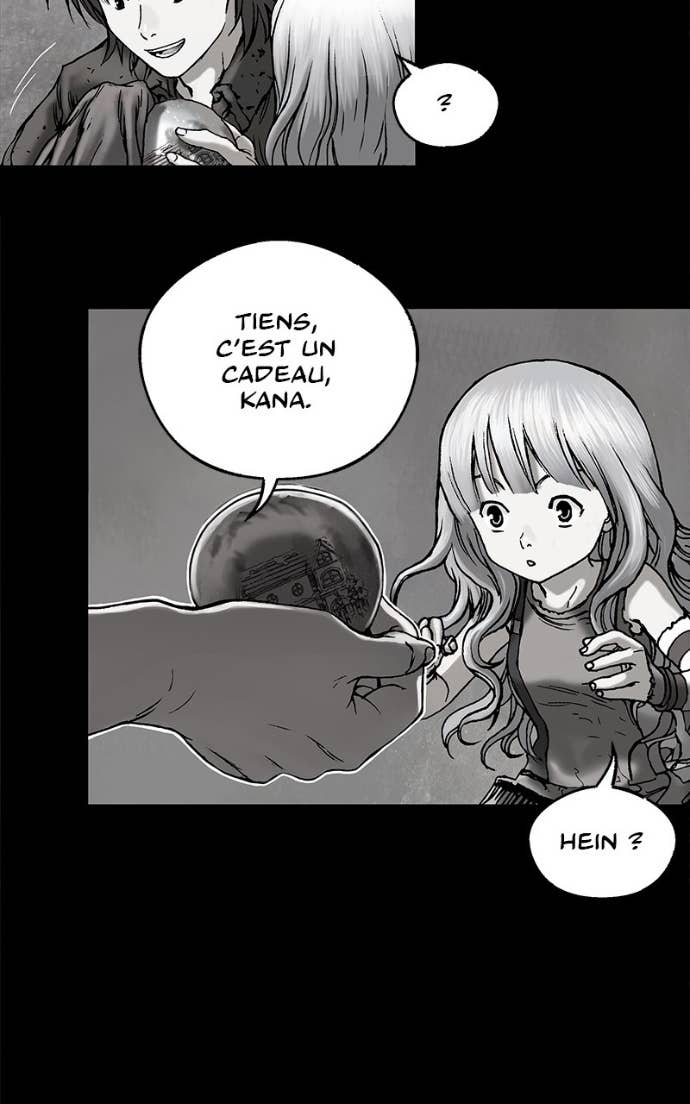 ?
TIENS,
C'EST UN
CADEAU,
KANA.
HEIN ?